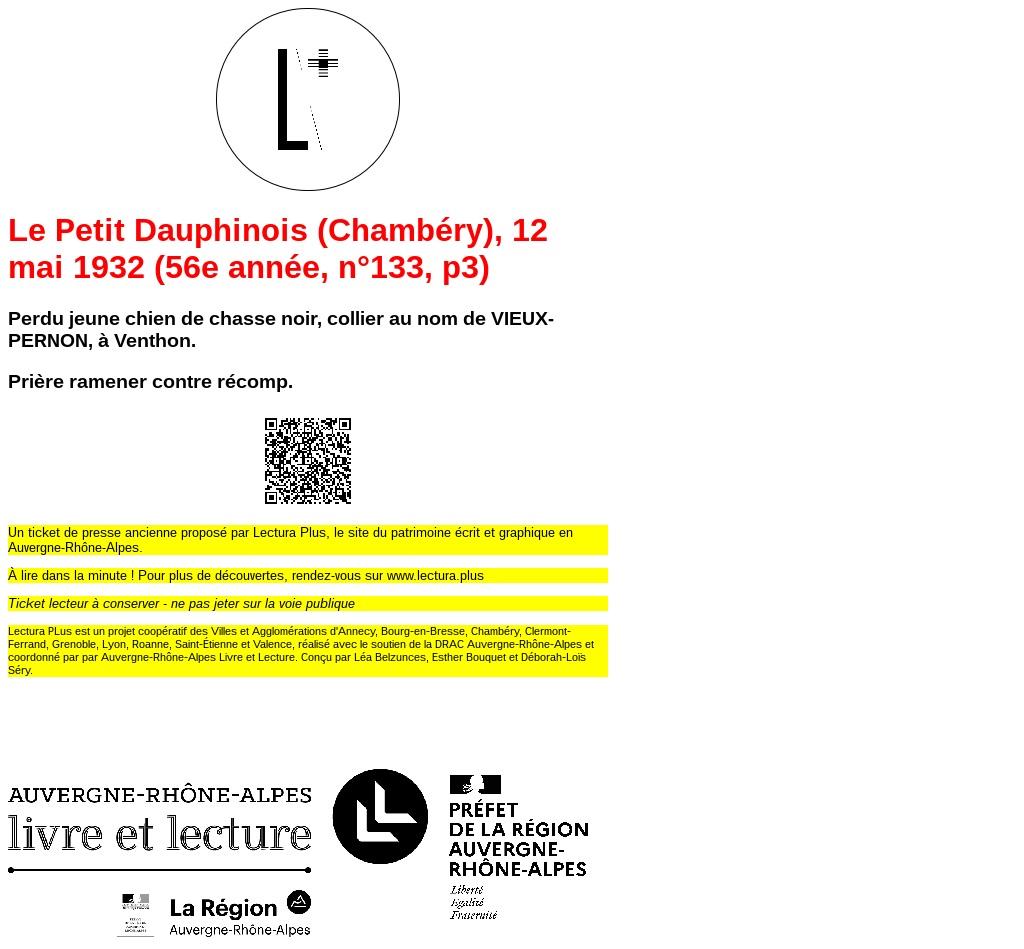 L+
Le Petit Dauphinois (Chambéry), 12
mai 1932 (56e année, n°133, p3)
Perdu jeune chien de chasse noir, collier au nom de VIEUX-
PERNON, à Venthon.
Prière ramener contre récomp.
Un ticket de presse ancienne proposé par Lectura Plus, le site du patrimoine écrit et graphique en
Auvergne-Rhône-Alpes.
À lire dans la minute ! Pour plus de découvertes, rendez-vous sur www.lectura.plus
Ticket lecteur à conserver - ne pas jeter sur la voie publique
Lectura PLus est un projet coopératif des Villes et Agglomérations d'Annecy, Bourg-en-Bresse, Chambéry, Clermont-
Ferrand, Grenoble, Lyon, Roanne, Saint-Étienne et Valence, réalisé avec le soutien de la DRAC Auvergne-Rhône-Alpes et
coordonné par par Auvergne-Rhône-Alpes Livre et Lecture. Conçu par Léa Belzunces, Esther Bouquet et Déborah-Loïs
Séry.
AUVERGNE-RHÔNE-ALPES
livre et lecture
La Région
Auvergne-Rhône-Alpes
PRÉFET
DE LA RÉGION
AUVERGNE-
RHÔNE-ALPES
Liberté
Égalité
Fraternité